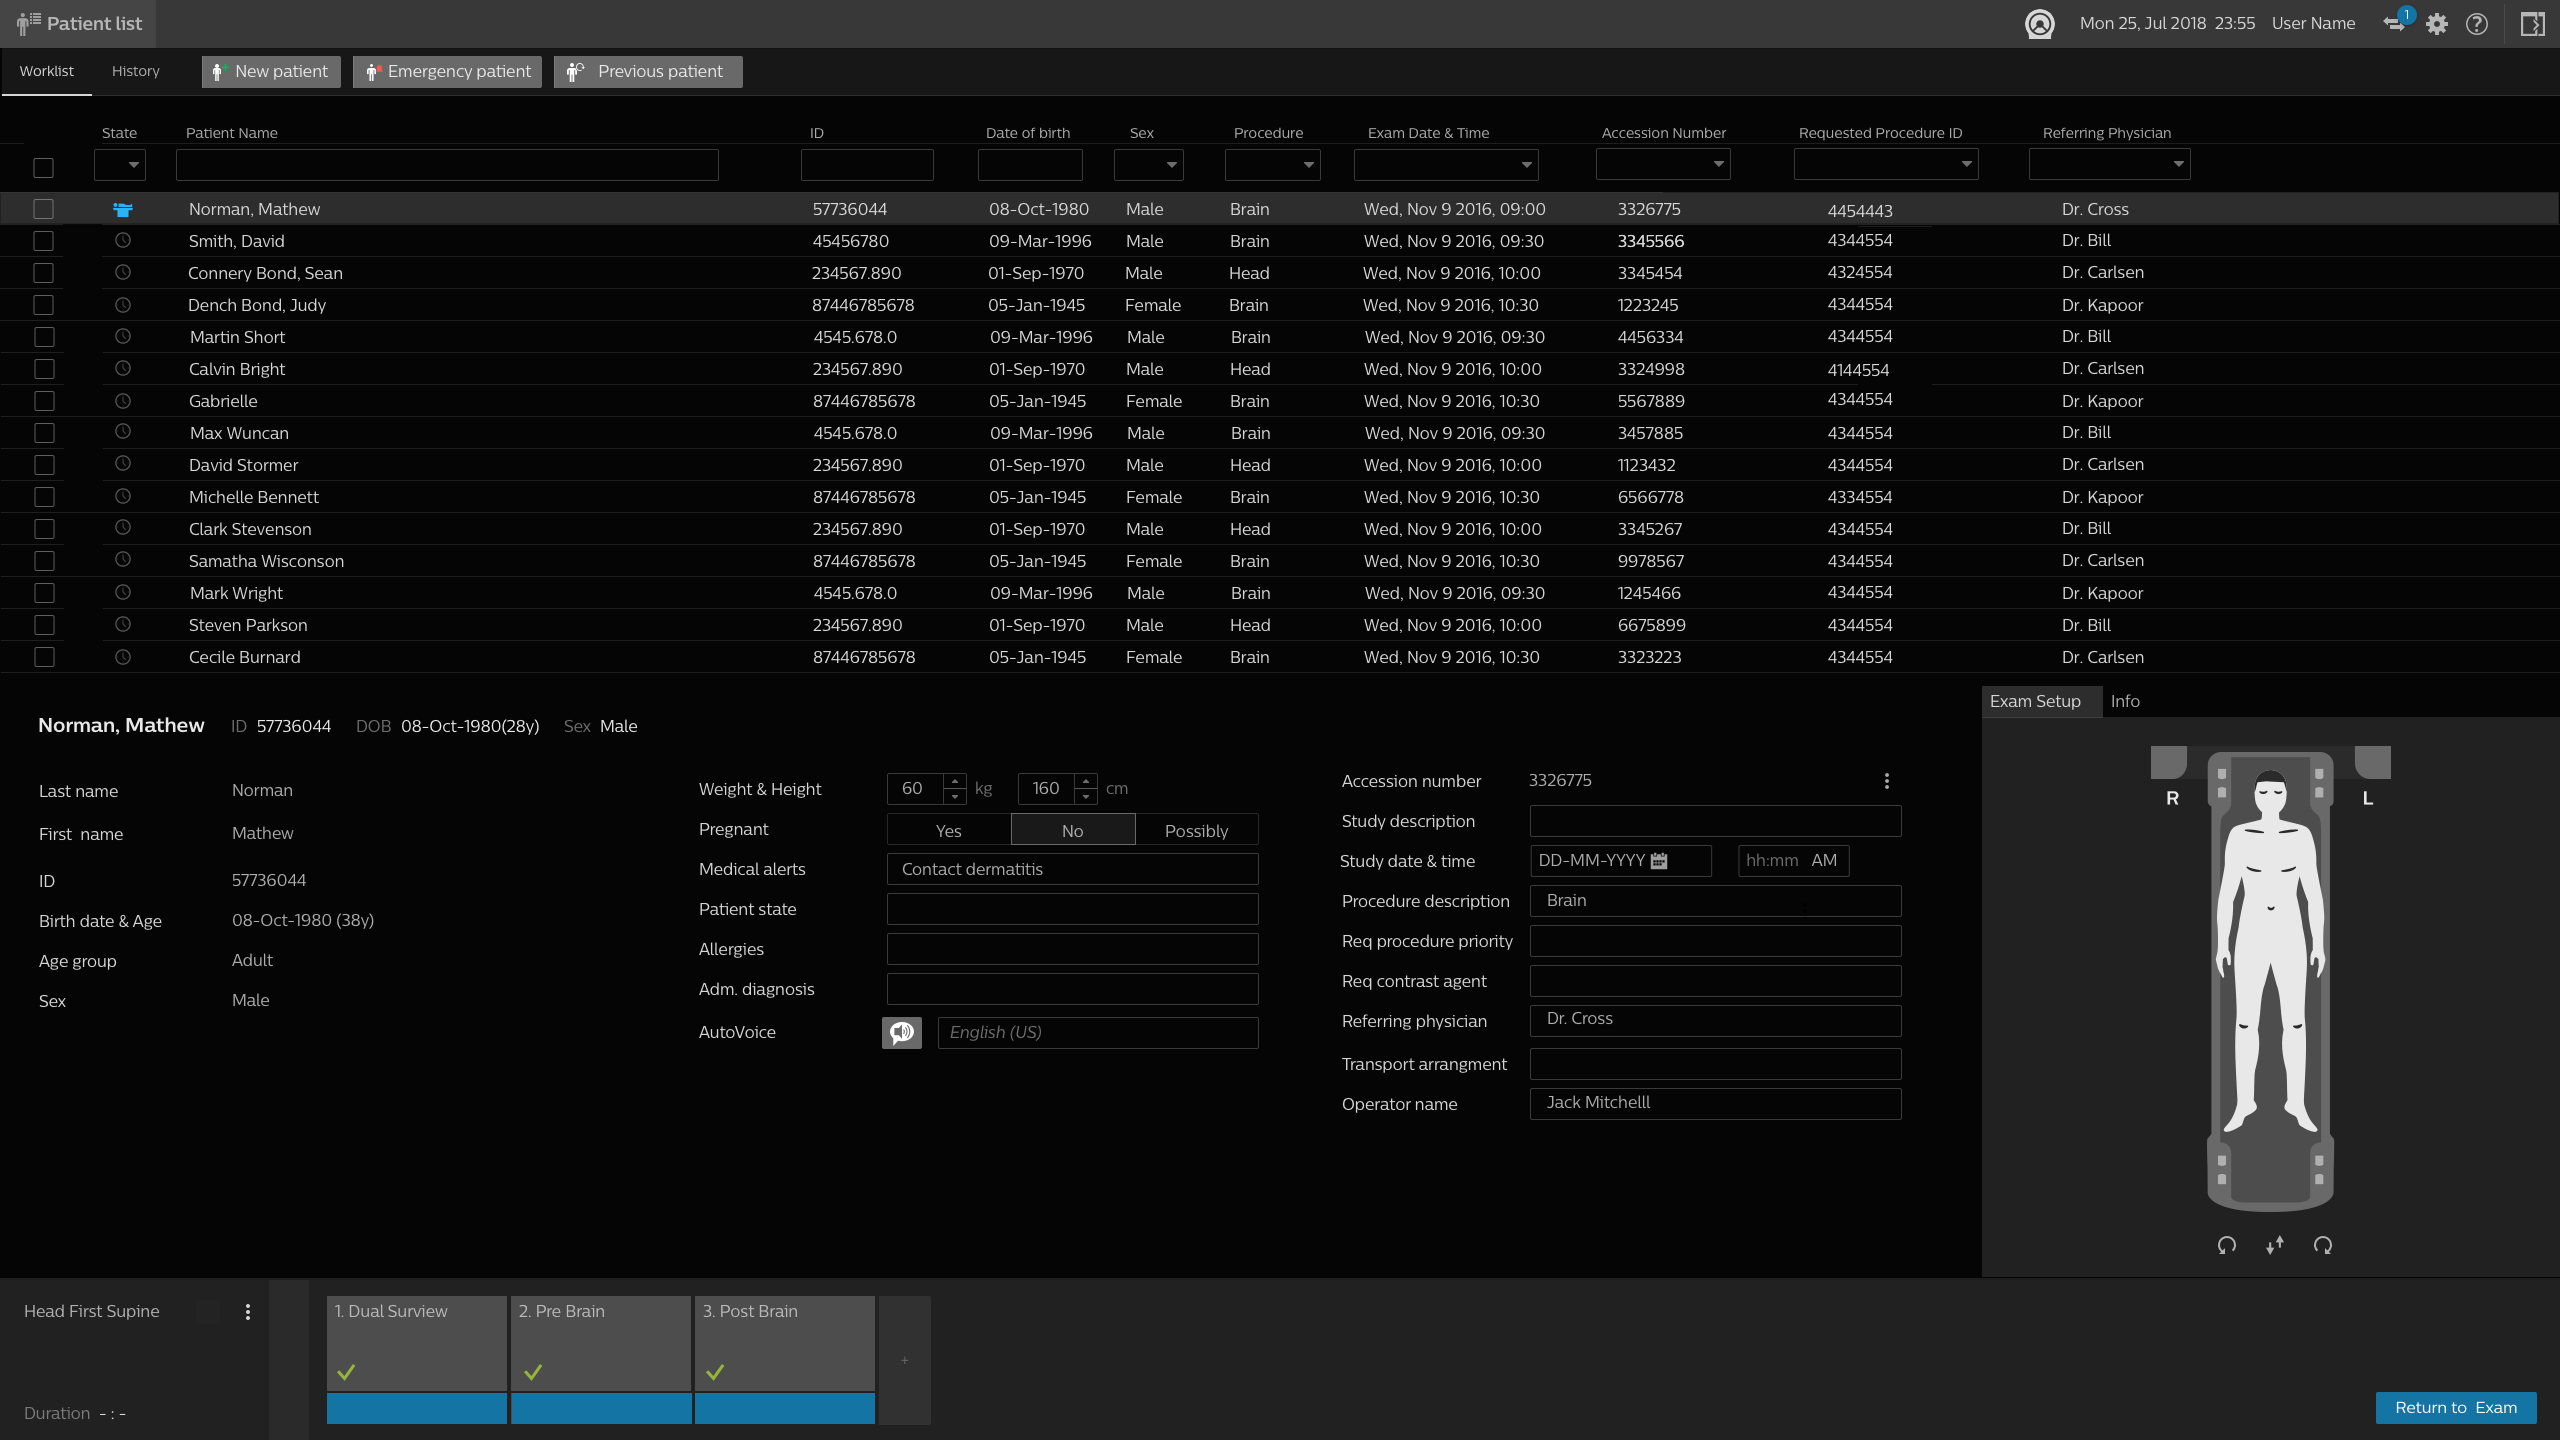 Patient list
Mon 25, Jul 2018 23:55 User Name 1 ?
Worklist History New patient Emergency patient Previous patient
State Patient Name ID Date of birth Sex Procedure Exam Date & Time Accession Number Requested Procedure ID Referring Physician
Norman, Mathew 57736044 08-Oct-1980 Male Brain Wed, Nov 9 2016, 09:00 3326775 4454443 Dr. Cross
Smith, David 45456780 09-Mar-1996 Male Brain Wed, Nov 9 2016, 09:30 3345566 4344554 Dr. Bill
Connery Bond, Sean 234567.890 01-Sep-1970 Male Head Wed, Nov 9 2016, 10:00 3345454 4324554 Dr. Carlsen
Dench Bond, Judy 87446785678 05-Jan-1945 Female Brain Wed, Nov 9 2016, 10:30 1223245 4344554 Dr. Kapoor
Martin Short 4545.678.0 09-Mar-1996 Male Brain Wed, Nov 9 2016, 09:30 4456334 4344554 Dr. Bill
Calvin Bright 234567.890 01-Sep-1970 Male Head Wed, Nov 9 2016, 10:00 3324998 4144554 Dr. Carlsen
Gabrielle 87446785678 05-Jan-1945 Female Brain Wed, Nov 9 2016, 10:30 5567889 4344554 Dr. Kapoor
Max Wuncan 4545.678.0 09-Mar-1996 Male Brain Wed, Nov 9 2016, 09:30 3457885 4344554 Dr. Bill
David Stormer 234567.890 01-Sep-1970 Male Head Wed, Nov 9 2016, 10:00 1123432 4344554 Dr. Carlsen
Michelle Bennett 87446785678 05-Jan-1945 Female Brain Wed, Nov 9 2016, 10:30 6566778 4334554 Dr. Kapoor
Clark Stevenson 234567.890 01-Sep-1970 Male Head Wed, Nov 9 2016, 10:00 3345267 4344554 Dr. Bill
Samatha Wisconson 87446785678 05-Jan-1945 Female Brain Wed, Nov 9 2016, 10:30 9978567 4344554 Dr. Carlsen
Mark Wright 4545.678.0 09-Mar-1996 Male Brain Wed, Nov 9 2016, 09:30 1245466 4344554 Dr. Kapoor
Steven Parkson 234567.890 01-Sep-1970 Male Head Wed, Nov 9 2016, 10:00 6675899 4344554 Dr. Bill
Cecile Burnard 87446785678 05-Jan-1945 Female Brain Wed, Nov 9 2016, 10:30 3323223 4344554 Dr. Carlsen
Norman, Mathew ID 57736044 DOB 08-Oct-1980(28y) Sex Male
Last name Norman
First name Mathew
ID 57736044
Birth date & Age 08-Oct-1980 (38y)
Age group Adult
Sex Male
Weight & Height 60 kg 160 cm
Pregnant Yes No Possibly
Medical alerts Contact dermatitis
Patient state
Allergies
Adm. diagnosis
AutoVoice English (US)
Accession number 3326775
Study description
Study date & time DD-MM-YYYY hh:mm AM
Procedure description Brain
Req procedure priority
Req contrast agent
Referring physician Dr. Cross
Transport arrangment
Operator name Jack Mitchelll
Exam Setup Info
R L
Head First Supine
Duration - : -
1. Dual Surview 2. Pre Brain 3. Post Brain +
Return to Exam